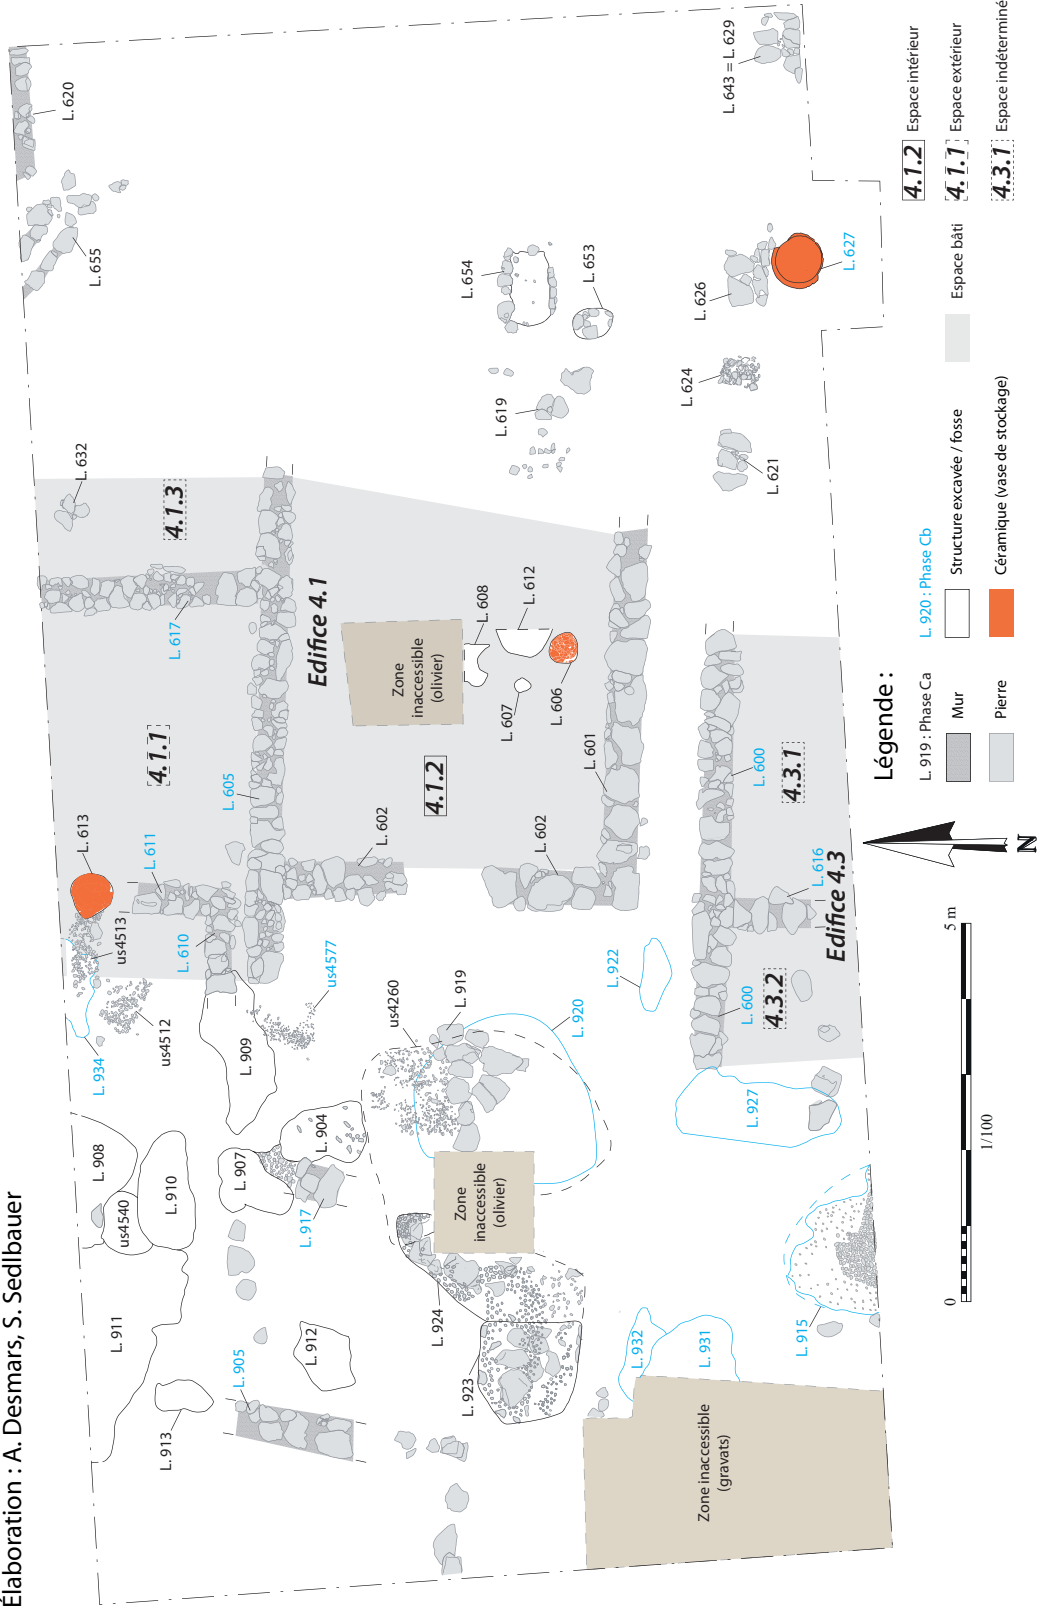 Élaboration : A. Desmars, S. Sedlbauer
L. 620
L. 655
L. 643 = L. 629
L. 654
L. 653
L. 627
L. 626
L. 624
L. 619
L. 621
L. 632
4.1.3
L. 617
Edifice 4.1
Zone
inaccessible
(olivier)
L. 608
L. 612
L. 607
L. 606
4.1.1
L. 605
4.1.2
L. 601
L. 602
L. 602
L. 613
L. 611
us4513
L. 610
us4577
us4512
L. 934
L. 909
us4260
L. 919
L. 920
L. 922
L. 600
4.3.1
L. 616
Edifice 4.3
L. 600
4.3.2
L. 927
L. 908
us4540
L. 910
L. 907
L. 904
L. 917
Zone
inaccessible
(olivier)
L. 911
L. 912
L. 905
L. 913
L. 924
L. 923
L. 932
L. 931
L. 915
Zone inaccessible
(gravats)
Légende :
L. 919 : Phase Ca
L. 920 : Phase Cb
Mur
Structure excavée / fosse
Espace bâti
Pierre
Céramique (vase de stockage)
4.1.2 Espace intérieur
4.1.1 Espace extérieur
4.3.1 Espace indéterminé
N
0
5 m
1/100